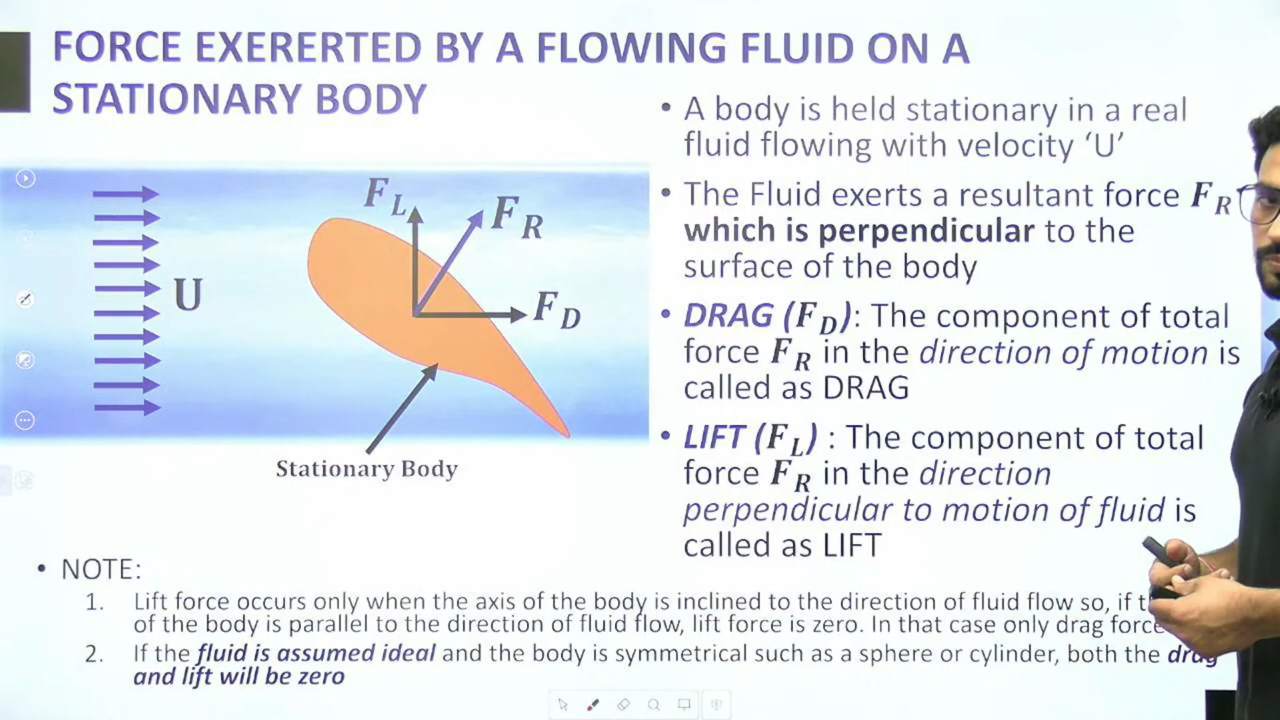 FORCE EXERERTED BY A FLOWING FLUID ON A
STATIONARY BODY
U
F_L
F_R
F_D
Stationary Body
• A body is held stationary in a real
fluid flowing with velocity ‘U’
• The Fluid exerts a resultant force F_R
which is perpendicular to the
surface of the body
• DRAG (F_D): The component of total
force F_R in the direction of motion is
called as DRAG
• LIFT (F_L) : The component of total
force F_R in the direction
perpendicular to motion of fluid is
called as LIFT
• NOTE:
1. Lift force occurs only when the axis of the body is inclined to the direction of fluid flow so, if
of the body is parallel to the direction of fluid flow, lift force is zero. In that case only drag force
2. If the fluid is assumed ideal and the body is symmetrical such as a sphere or cylinder, both the drag
and lift will be zero